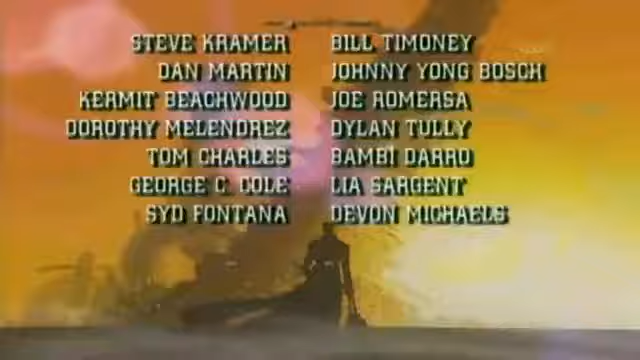 STEVE KRAMER BILL TIMONEY
DAN MARTIN JOHNNY YONG BOSCH
KERMIT BEACHWOOD JOE ROMERSA
DOROTHY MELENDREZ DYLAN TULLY
TOM CHARLES BAMBI DARRO
GEORGE C. COLE LIA SARGENT
SYD FONTANA DEVON MICHAELS